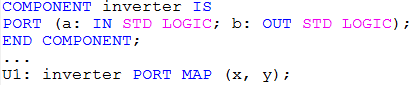 COMPONENT inverter IS
PORT (a: IN STD LOGIC; b: OUT STD LOGIC);
END COMPONENT;
...
U1: inverter PORT MAP (x, y);